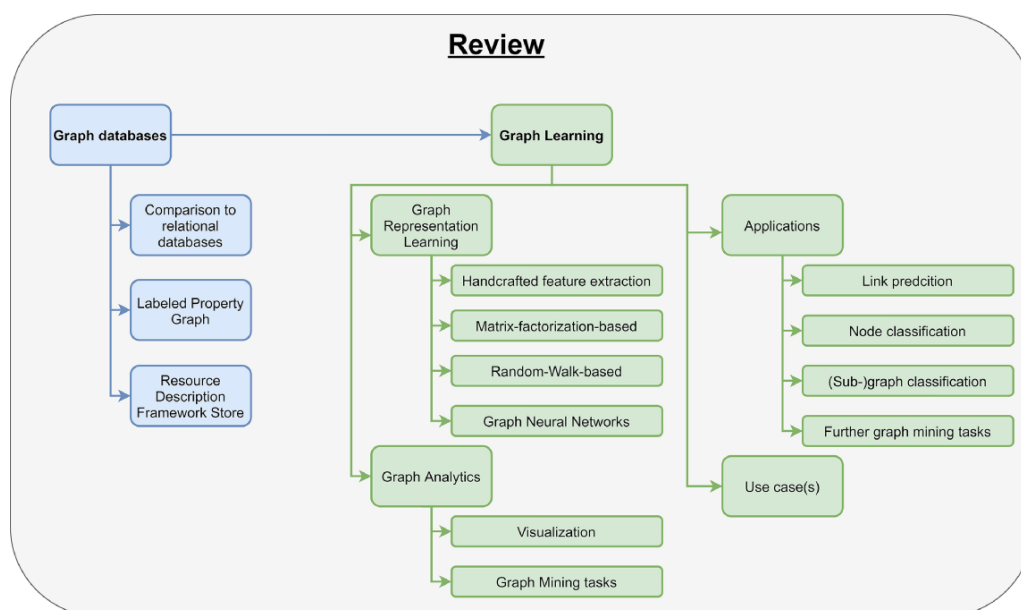 Review
Graph databases
Graph Learning
Comparison to
relational
databases
Labeled Property
Graph
Resource
Description
Framework Store
Graph
Representation
Learning
Handcrafted feature extraction
Matrix-factorization-based
Random-Walk-based
Graph Neural Networks
Graph Analytics
Visualization
Graph Mining tasks
Applications
Link predcition
Node classification
(Sub-)graph classification
Further graph mining tasks
Use case(s)